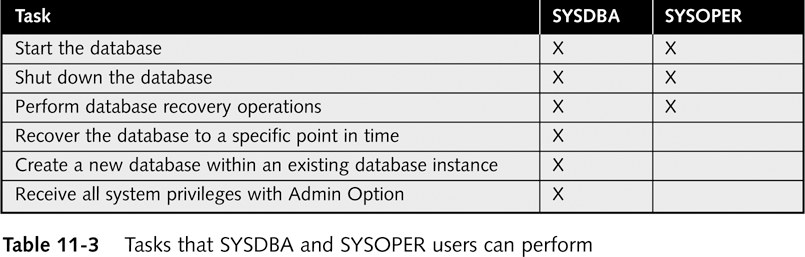 Task SYSDBA SYSOPER
Start the database X X
Shut down the database X X
Perform database recovery operations X X
Recover the database to a specific point in time X
Create a new database within an existing database instance X
Receive all system privileges with Admin Option X
Table 11-3 Tasks that SYSDBA and SYSOPER users can perform